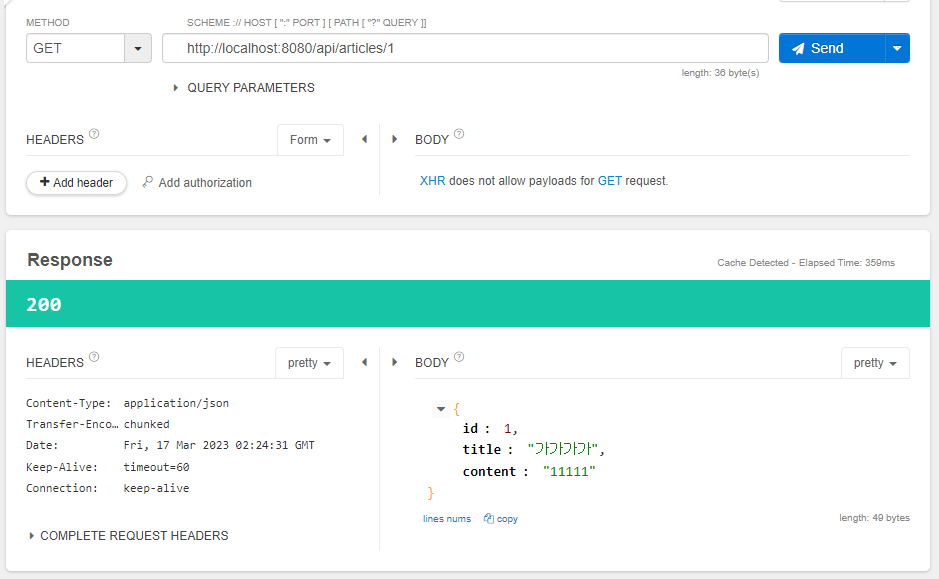 METHOD
SCHEME :// HOST [ ":" PORT ] [ PATH [ "?" QUERY ]]
GET
http://localhost:8080/api/articles/1
Send
length: 36 byte(s)
QUERY PARAMETERS
HEADERS ?
Form
BODY ?
+ Add header
Add authorization
XHR does not allow payloads for GET request.
Response
Cache Detected - Elapsed Time: 359ms
200
HEADERS ?
pretty
Content-Type: application/json
Transfer-Enco… chunked
Date: Fri, 17 Mar 2023 02:24:31 GMT
Keep-Alive: timeout=60
Connection: keep-alive
COMPLETE REQUEST HEADERS
BODY ?
pretty
{
id : 1,
title : "가가가가",
content : "11111"
}
lines nums
copy
length: 49 bytes